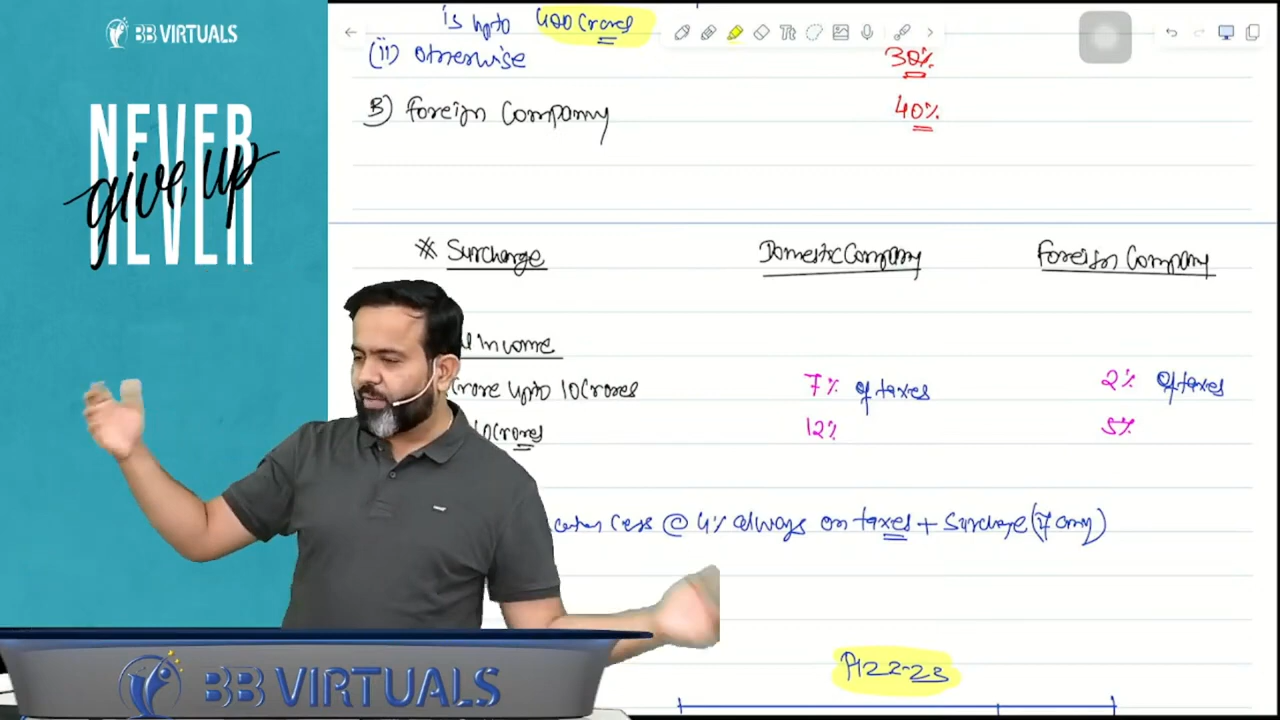 BB VIRTUALS
NEVER
give up
NEVER
is upto 400 Crores
(ii) Otherwise 30%
B) Foreign Company 40%
* Surcharge Domestic Company Foreign Company
Income
Crore upto 10 Crores 7% of taxes 2% of taxes
10 Crores 12% 5%
Cess @ 4% always on taxes + Surcharge (if any)
BB VIRTUALS
PY 22-23